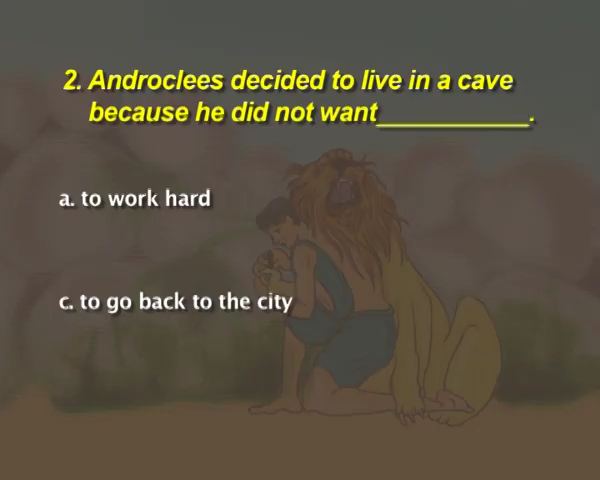 2. Androclees decided to live in a cave
because he did not want___________.
a. to work hard
c. to go back to the city